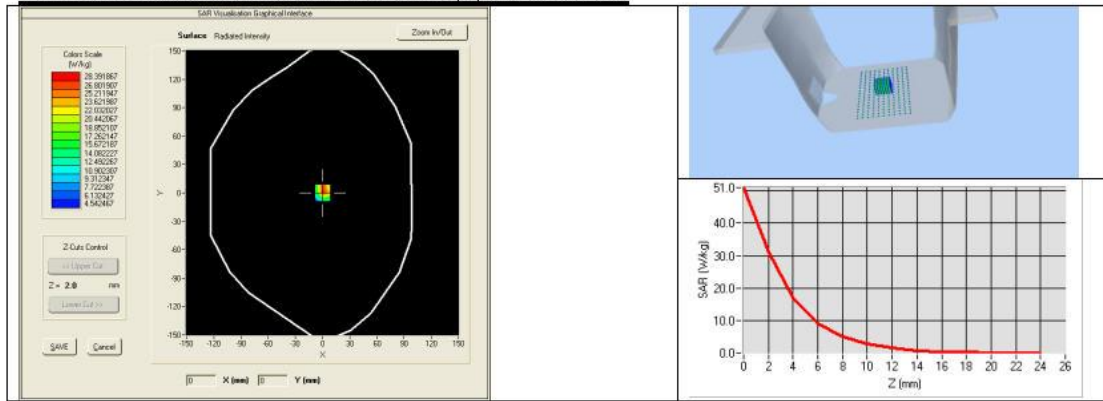 SAR Visualisation Graphical Interface
Surface Radiated Intensity
Zoom In/Out
Colors Scale
(W/kg)
28.391867
26.801907
25.211947
23.621987
22.032027
20.442067
18.852107
17.262147
15.672187
14.082227
12.492267
10.902307
9.312347
7.722387
6.132427
4.542467
150
120
90
60
30
0
-30
-60
-90
-120
-150
Y
-150 -120 -90 -60 -30 0 30 60 90 120 150
X
Z-Cuts Control
<< Upper Cut
Z = 2.0 mm
Lower Cut >>
SAVE Cancel
0 X (mm) 0 Y (mm)
51.0
40.0
30.0
20.0
10.0
0.0
SAR (W/kg)
0 2 4 6 8 10 12 14 16 18 20 22 24 26
Z (mm)